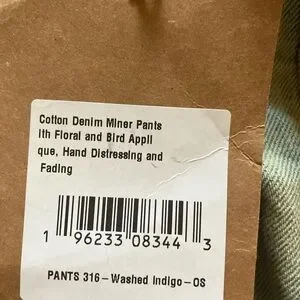 Cotton Denim Miner Pants
ith Floral and Bird Appli
que, Hand Distressing and
Fading
1 96233 08344 3
PANTS 316-Washed Indigo-OS